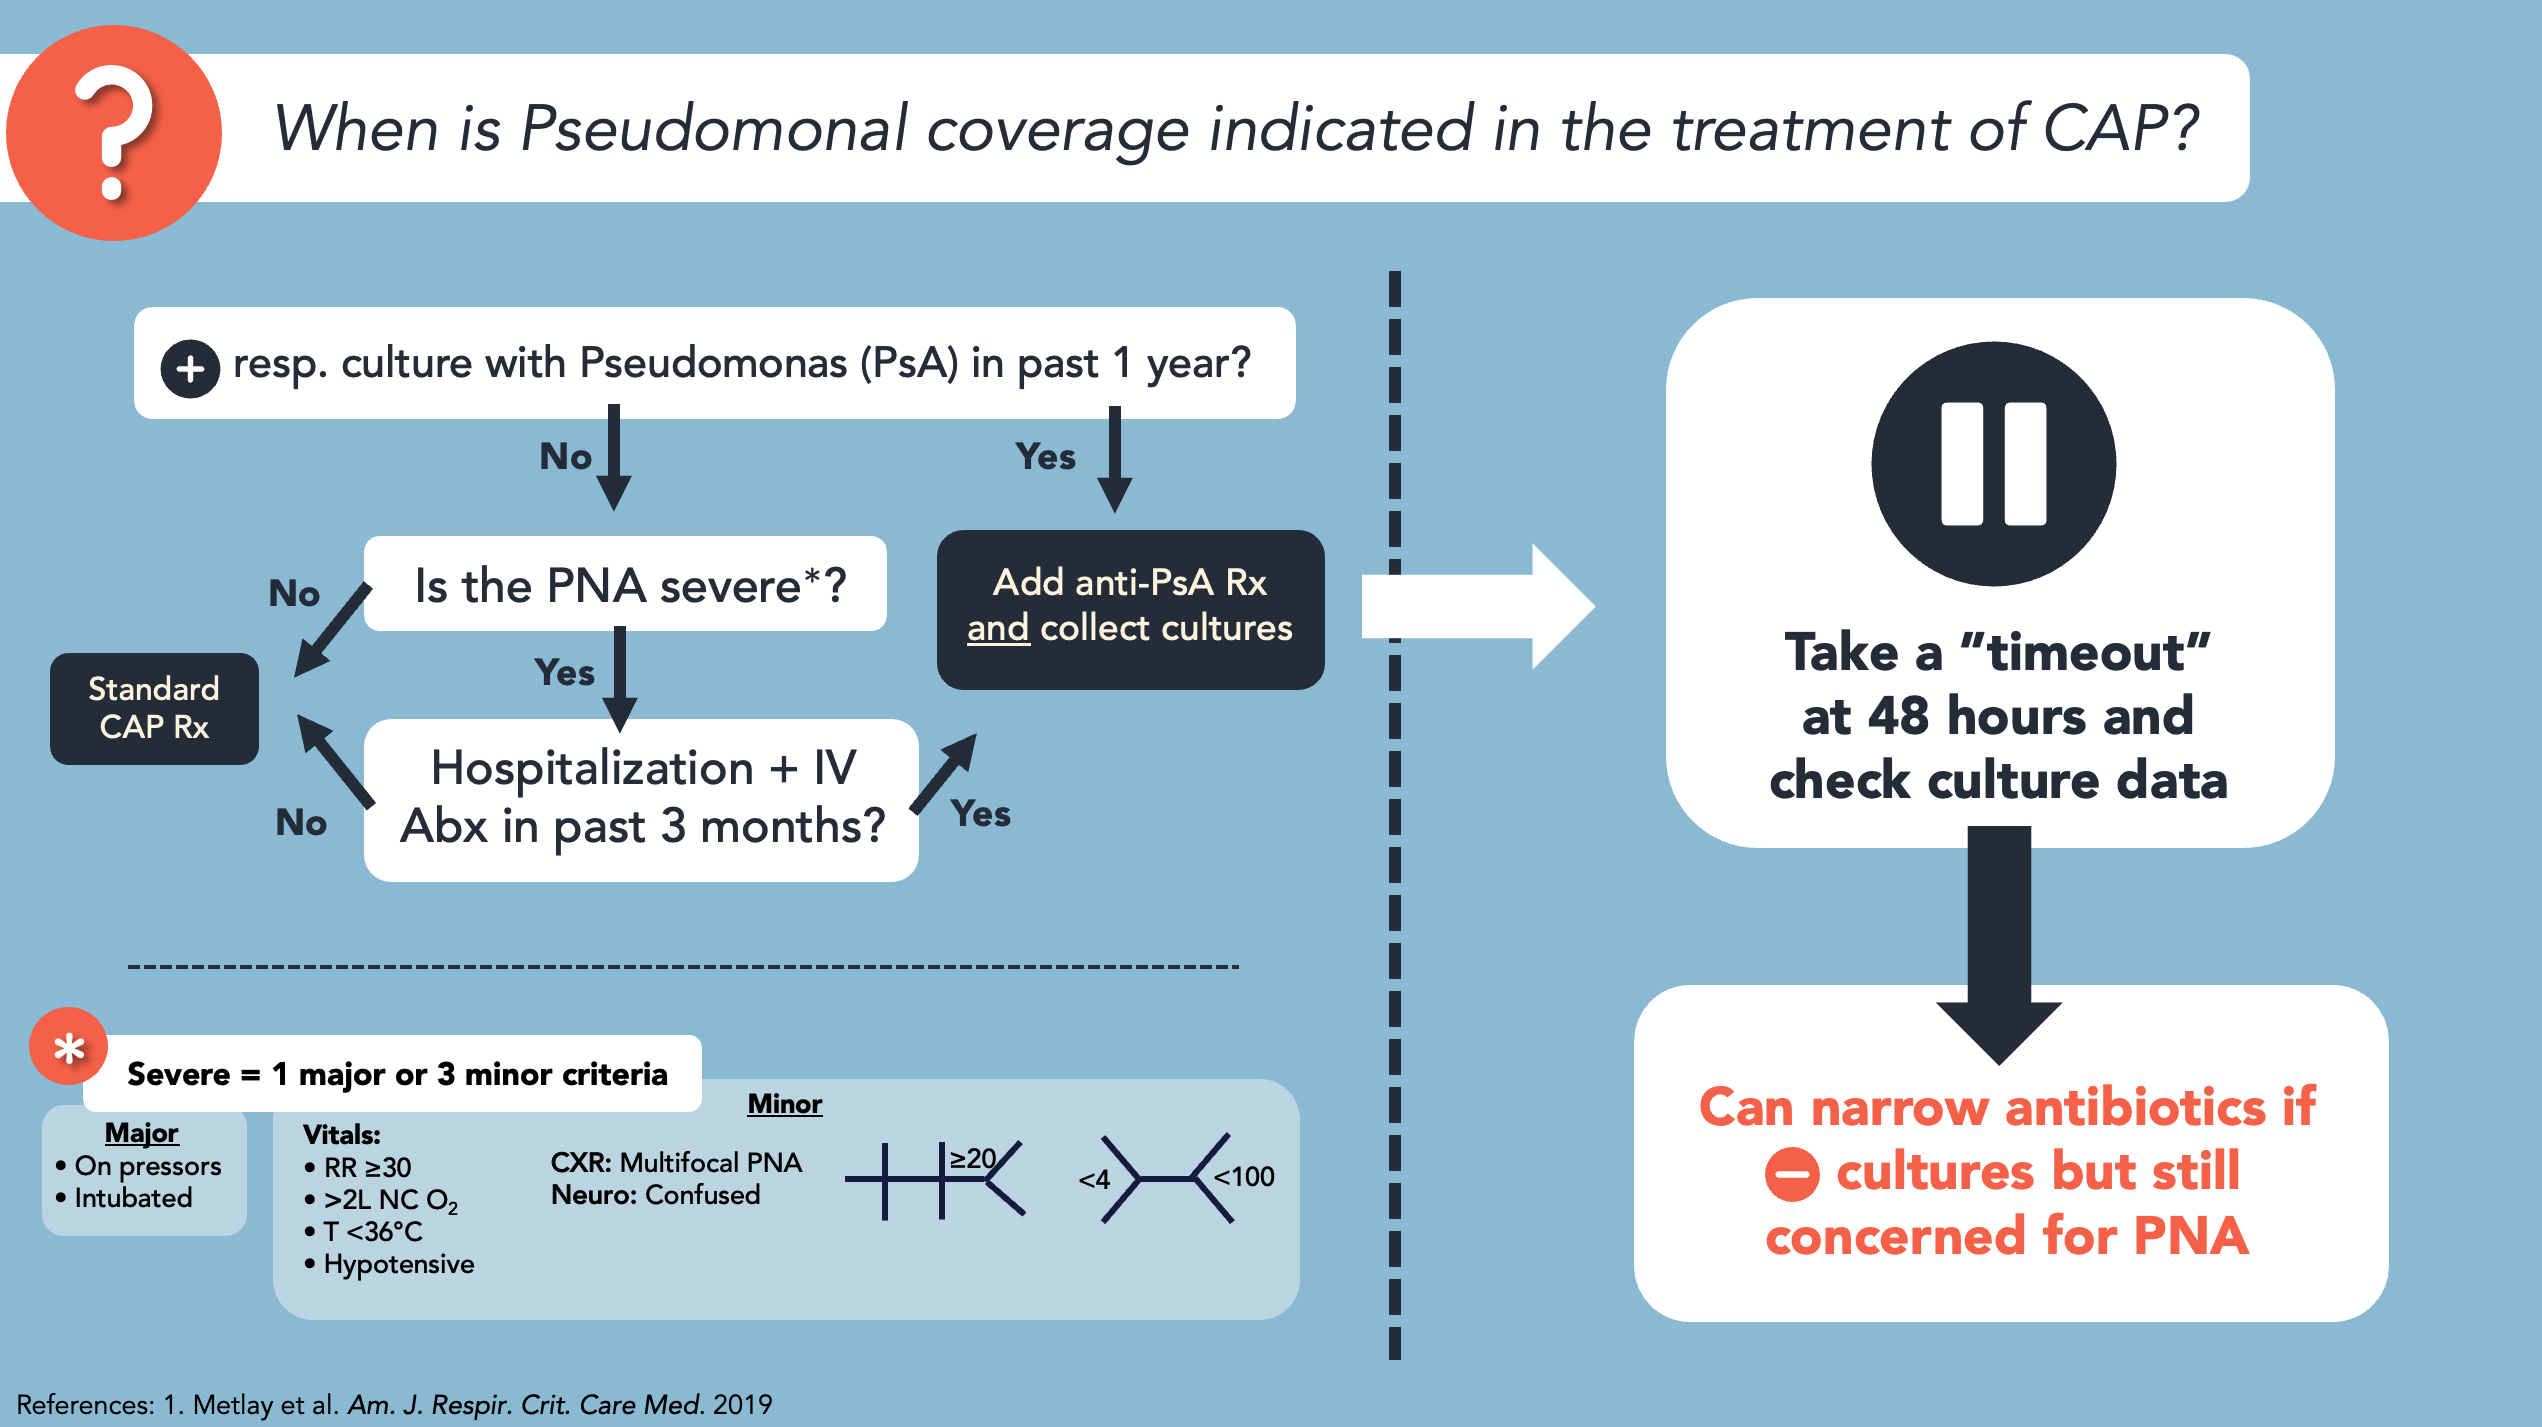 When is Pseudomonal coverage indicated in the treatment of CAP?
+ resp. culture with Pseudomonas (PsA) in past 1 year?
No
Yes
Is the PNA severe*?
No
Yes
Add anti-PsA Rx
and collect cultures
Standard
CAP Rx
Hospitalization + IV
Abx in past 3 months?
No
Yes
* Severe = 1 major or 3 minor criteria
Major
• On pressors
• Intubated
Minor
Vitals:
• RR ≥30
• >2L NC O₂
• T <36°C
• Hypotensive
CXR: Multifocal PNA
Neuro: Confused
≥20
<4
<100
Take a ”timeout”
at 48 hours and
check culture data
Can narrow antibiotics if
− cultures but still
concerned for PNA
References: 1. Metlay et al. Am. J. Respir. Crit. Care Med. 2019